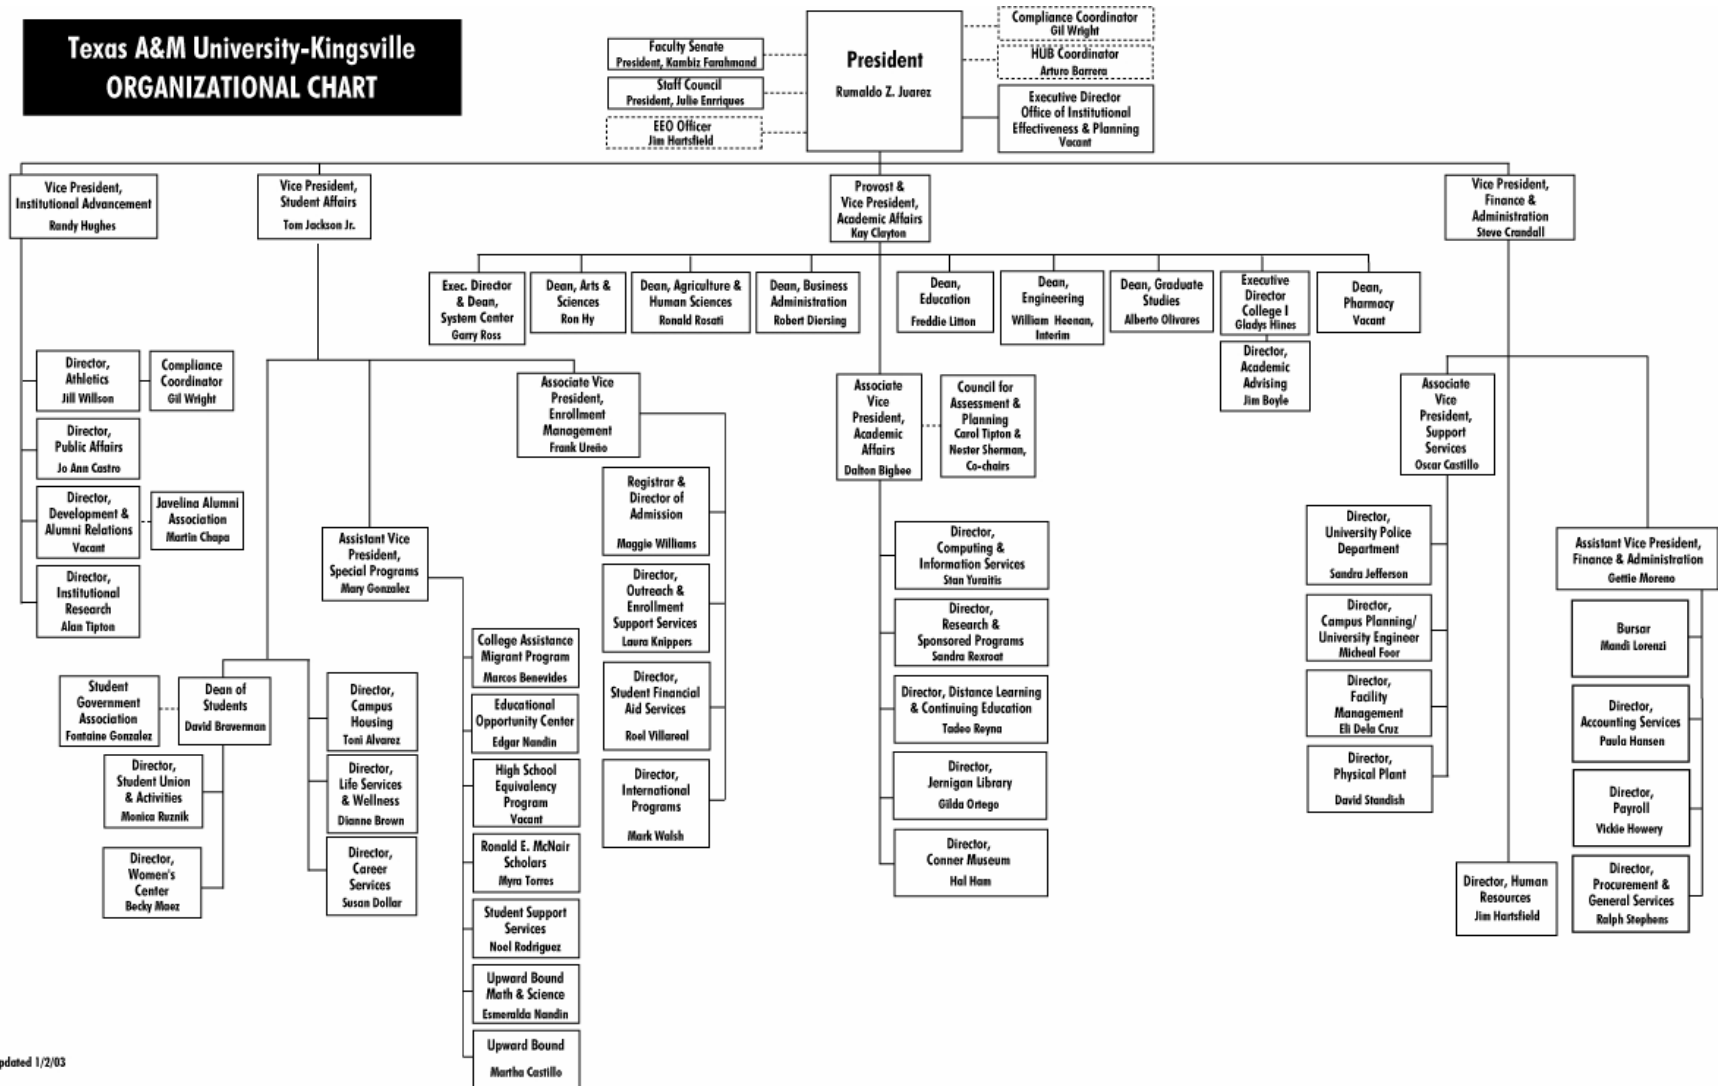 Texas A&M University-Kingsville
ORGANIZATIONAL CHART
Faculty Senate
President, Kambiz Farahmand
Staff Council
President, Julie Enrriques
EEO Officer
Jim Hartsfield
President
Rumaldo Z. Juarez
Compliance Coordinator
Gil Wright
HUB Coordinator
Arturo Barrera
Executive Director
Office of Institutional
Effectiveness & Planning
Vacant
Vice President,
Institutional Advancement
Randy Hughes
Vice President,
Student Affairs
Tom Jackson Jr.
Provost &
Vice President,
Academic Affairs
Kay Clayton
Vice President,
Finance &
Administration
Steve Crandall
Exec. Director
& Dean,
System Center
Garry Ross
Dean, Arts &
Sciences
Ron Hy
Dean, Agriculture &
Human Sciences
Ronald Rosati
Dean, Business
Administration
Robert Diersing
Dean,
Education
Freddie Litton
Dean,
Engineering
William Heenan,
Interim
Dean, Graduate
Studies
Alberto Olivares
Executive
Director
College I
Gladys Hines
Dean,
Pharmacy
Vacant
Director,
Academic
Advising
Jim Boyle
Director,
Athletics
Jill Willson
Compliance
Coordinator
Gil Wright
Director,
Public Affairs
Jo Ann Castro
Director,
Development &
Alumni Relations
Vacant
Javelina Alumni
Association
Martin Chapa
Director,
Institutional
Research
Alan Tipton
Associate Vice
President,
Enrollment
Management
Frank Ureño
Registrar &
Director of
Admission
Maggie Williams
Director,
Outreach &
Enrollment
Support Services
Laura Knippers
Director,
Student Financial
Aid Services
Roel Villareal
Director,
International
Programs
Mark Walsh
Assistant Vice
President,
Special Programs
Mary Gonzalez
College Assistance
Migrant Program
Marcos Benevides
Educational
Opportunity Center
Edgar Nandin
High School
Equivalency
Program
Vacant
Ronald E. McNair
Scholars
Myra Torres
Student Support
Services
Noel Rodriguez
Upward Bound
Math & Science
Esmeralda Nandin
Upward Bound
Martha Castillo
Student
Government
Association
Fontaine Gonzalez
Dean of
Students
David Braverman
Director,
Student Union
& Activities
Monica Ruznik
Director,
Women's
Center
Becky Maez
Director,
Campus
Housing
Toni Alvarez
Director,
Life Services
& Wellness
Dianne Brown
Director,
Career
Services
Susan Dollar
Associate
Vice
President,
Academic
Affairs
Dalton Bigbee
Council for
Assessment &
Planning
Carol Tipton &
Nester Sherman,
Co-chairs
Director,
Computing &
Information Services
Stan Yuraitis
Director,
Research &
Sponsored Programs
Sandra Rexroat
Director, Distance Learning
& Continuing Education
Tadeo Reyna
Director,
Jernigan Library
Gilda Ortego
Director,
Conner Museum
Hal Ham
Associate
Vice
President,
Support
Services
Oscar Castillo
Director,
University Police
Department
Sandra Jefferson
Director,
Campus Planning/
University Engineer
Micheal Foor
Director,
Facility
Management
Eli Dela Cruz
Director,
Physical Plant
David Standish
Assistant Vice President,
Finance & Administration
Gettie Moreno
Bursar
Mandi Lorenzi
Director,
Accounting Services
Paula Hansen
Director,
Payroll
Vickie Howery
Director,
Procurement &
General Services
Ralph Stephens
Director, Human
Resources
Jim Hartsfield
pdated 1/2/03